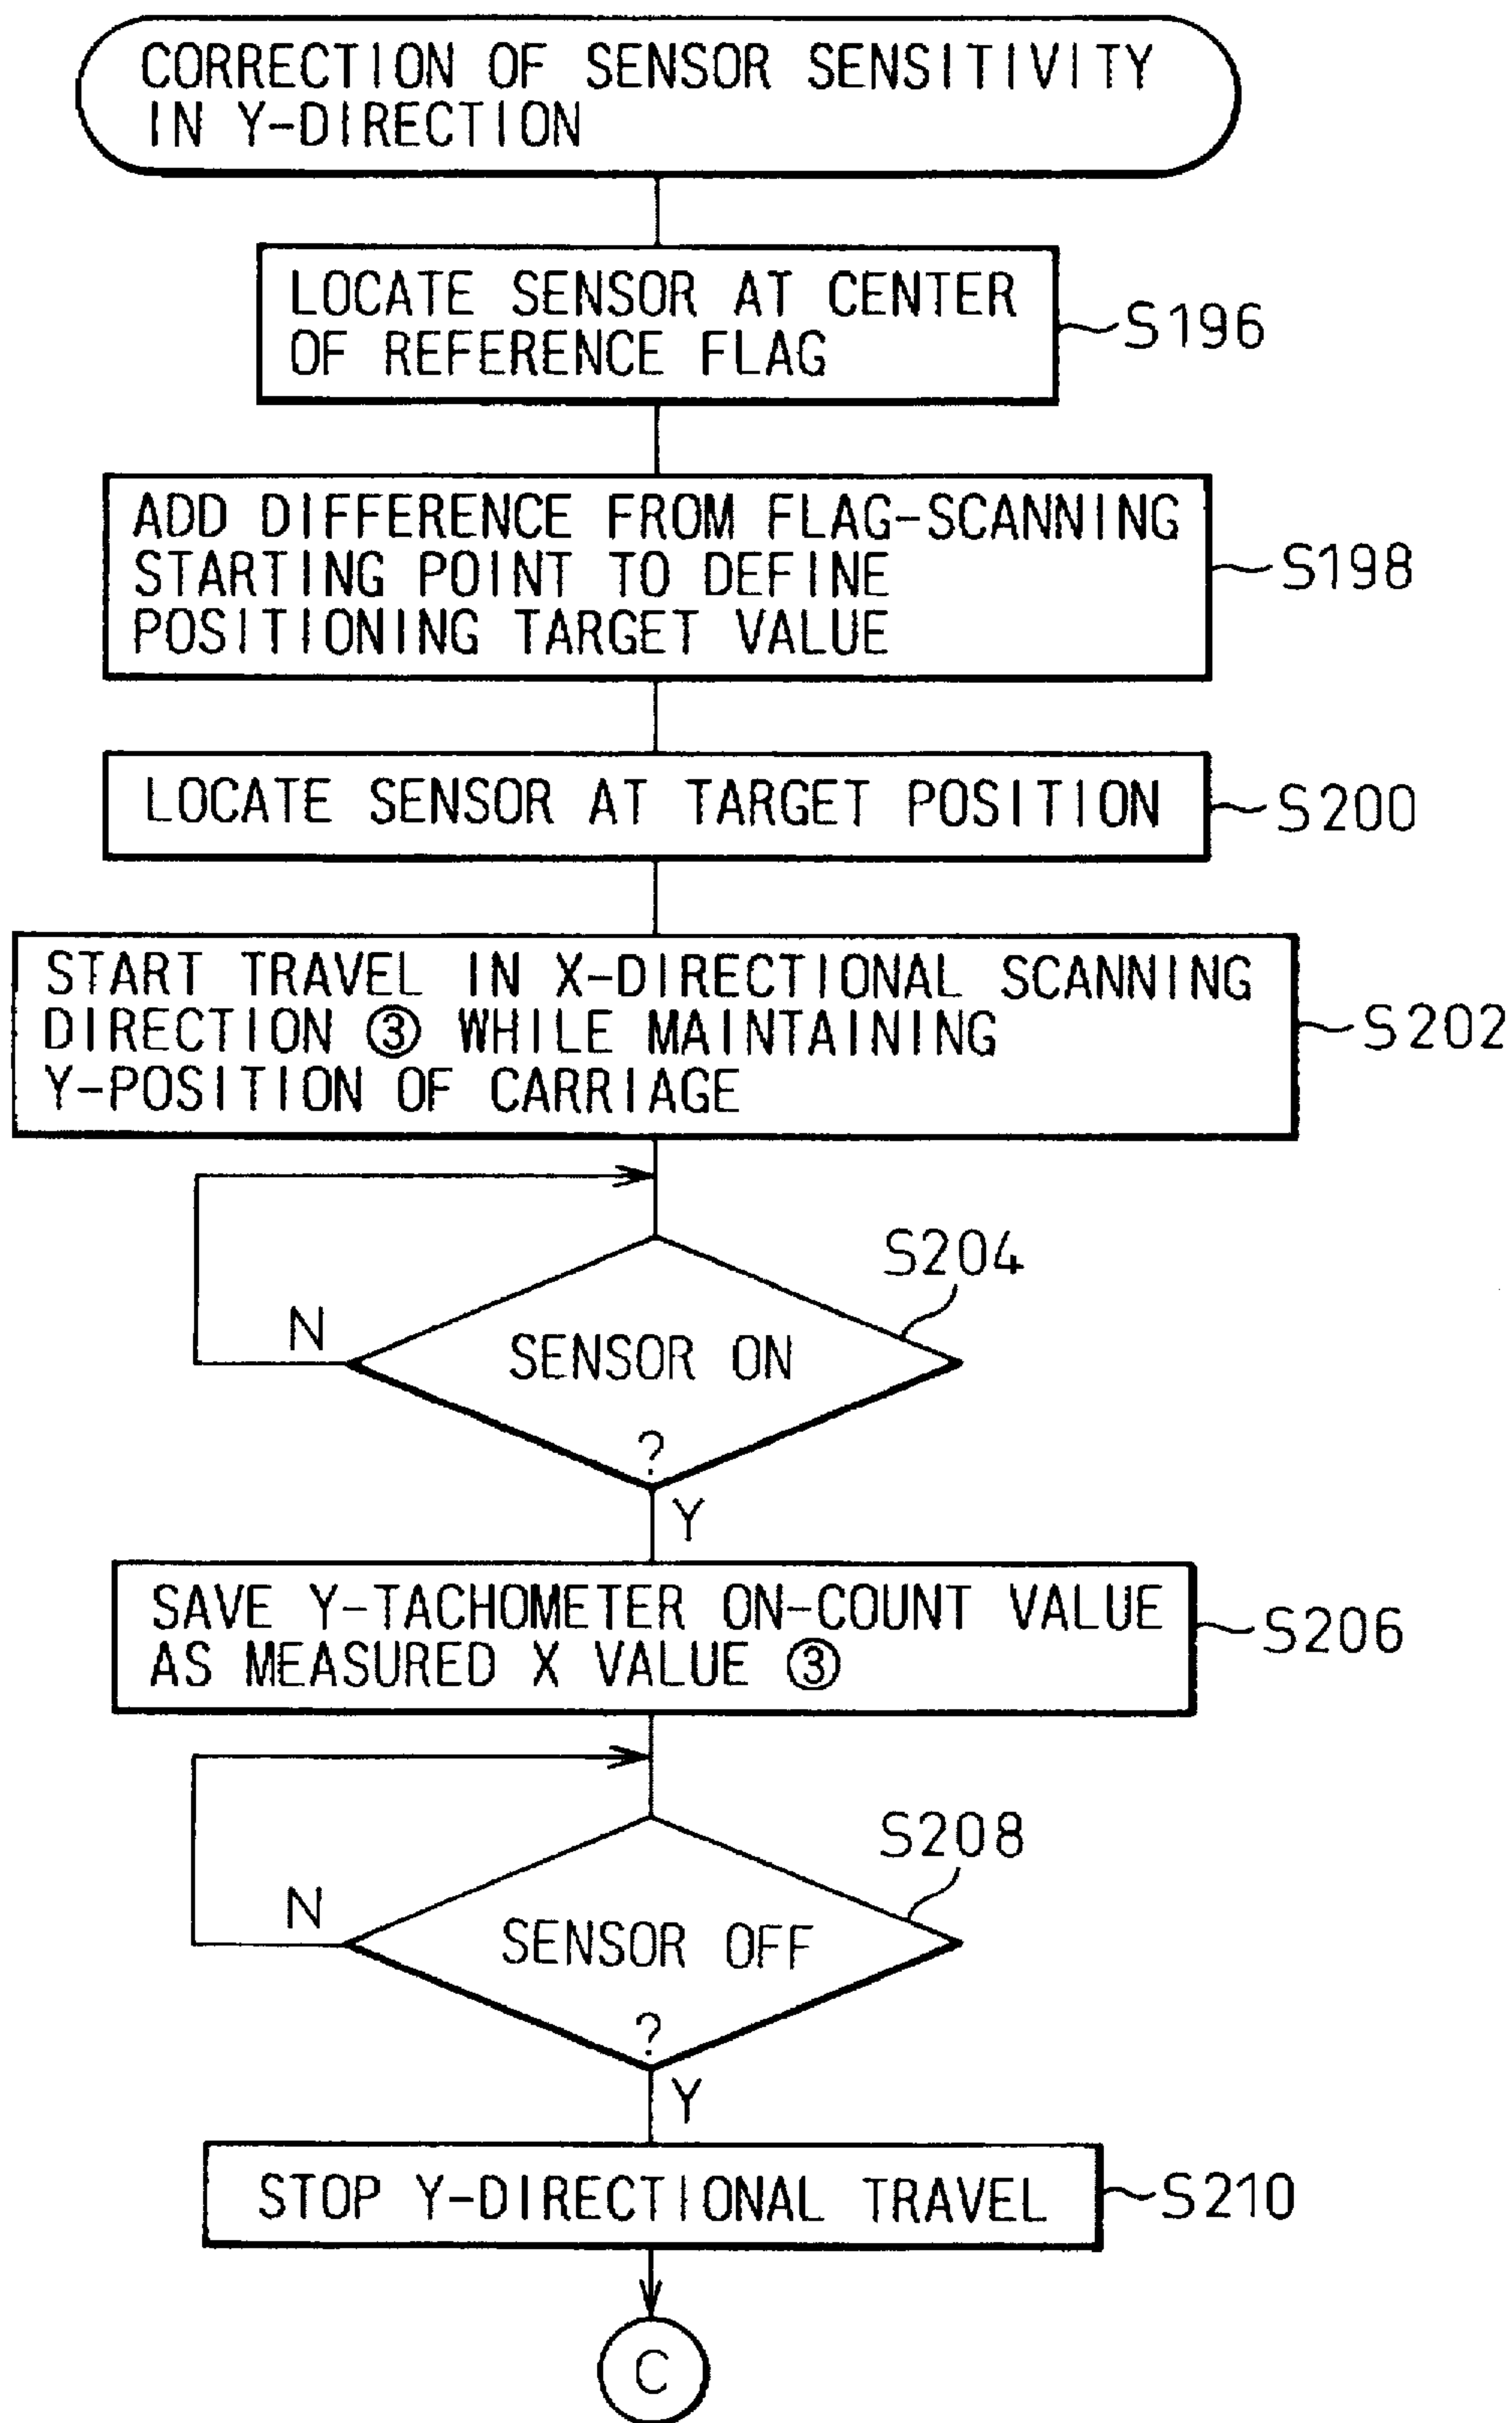 CORRECTION OF SENSOR SENSITIVITY
IN Y-DIRECTION
LOCATE SENSOR AT CENTER
OF REFERENCE FLAG
S196
ADD DIFFERENCE FROM FLAG-SCANNING
STARTING POINT TO DEFINE
POSITIONING TARGET VALUE
S198
LOCATE SENSOR AT TARGET POSITION
S200
START TRAVEL IN X-DIRECTIONAL SCANNING
DIRECTION ③ WHILE MAINTAINING
Y-POSITION OF CARRIAGE
S202
S204
N
SENSOR ON
?
Y
SAVE Y-TACHOMETER ON-COUNT VALUE
AS MEASURED X VALUE ③
S206
S208
N
SENSOR OFF
?
Y
STOP Y-DIRECTIONAL TRAVEL
S210
C